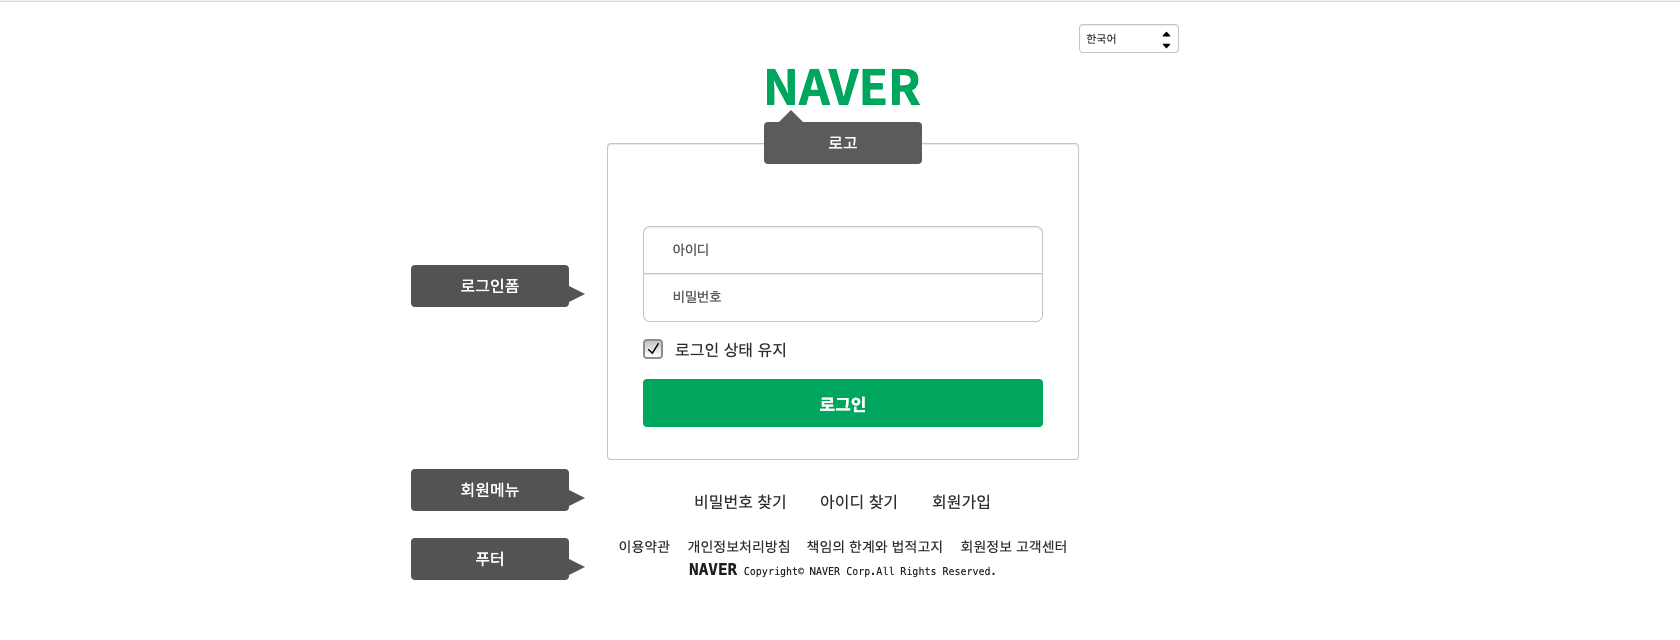 한국어
NAVER
로고
아이디
로그인폼
비밀번호
로그인 상태 유지
로그인
회원메뉴
비밀번호 찾기 아이디 찾기 회원가입
이용약관 개인정보처리방침 책임의 한계와 법적고지 회원정보 고객센터
푸터
NAVER Copyright© NAVER Corp.All Rights Reserved.